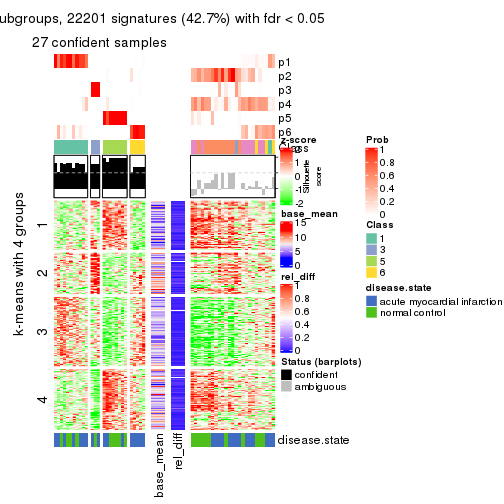 ubgroups, 22201 signatures (42.7%) with fdr < 0.05
27 confident samples
p1
p2
p3
p4
p5
p6
Class
z-score
2
1
0
-1
-2
Silhouette
score
k-means with 4 groups
1
2
3
4
base_mean
15
10
5
0
rel_diff
1
0.8
0.6
0.4
0.2
0
Status (barplots)
confident
ambiguous
Prob
1
0.8
0.6
0.4
0.2
0
Class
1
3
5
6
disease.state
acute myocardial infarction
normal control
disease.state
base_mean
rel_diff